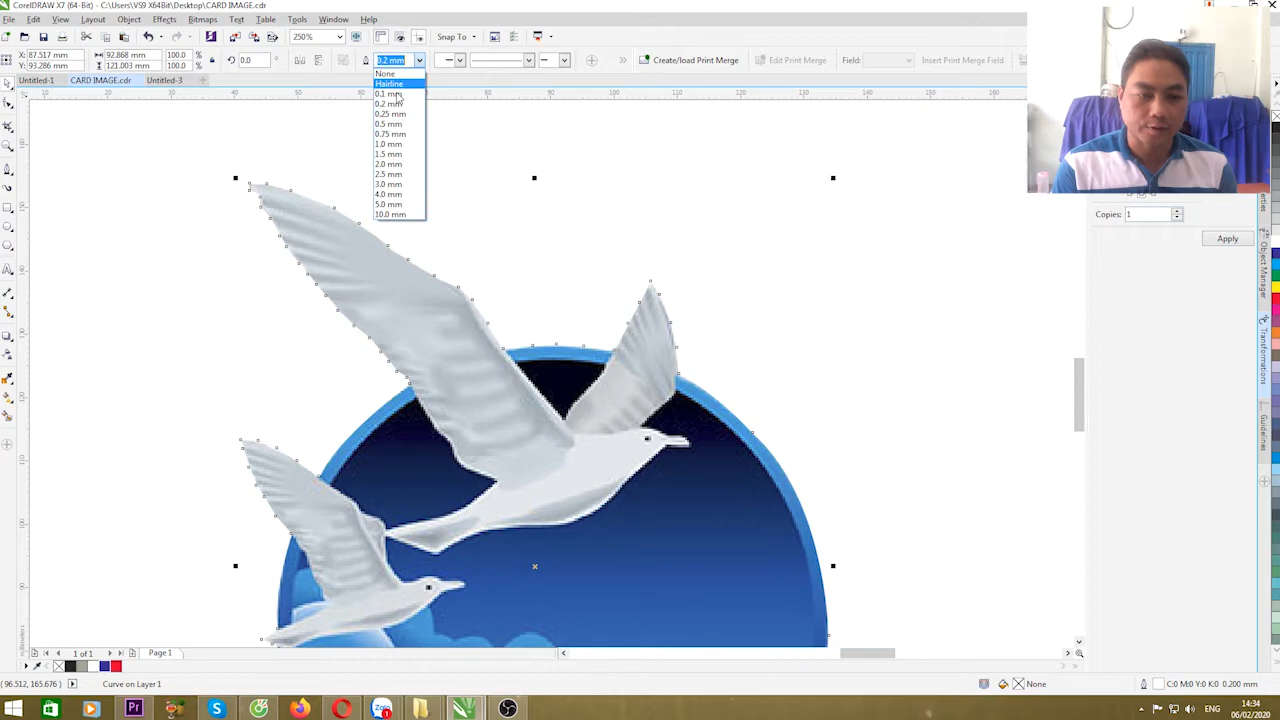 CorelDRAW X7 (64-Bit) - C:\Users\VS9 X64Bit\Desktop\CARD IMAGE.cdr
File View Layout Object Effects Bitmaps Text Table Tools Window Help
250% Snap To
X: 87.517 mm 92.868 mm 100.0 % 0.0 ° 0.2 mm Create/load Print Merge Edit Print Merge Field: Insert Print Merge Field
Y: 93.286 mm 121.003 mm 100.0 %
Untitled-1 CARD IMAGE.cdr Untitled-3
None
Hairline
0.1 mm
0.2 mm
0.25 mm
0.5 mm
0.75 mm
1.0 mm
1.5 mm
2.0 mm
2.5 mm
3.0 mm
4.0 mm
5.0 mm
10.0 mm
Copies: 1
Apply
Object Manager
Transformations
Guidelines
1 of 1 Page 1
(96.512, 165.676) Curve on Layer 1 None C:0 M:0 Y:0 K:0 0.200 mm
Pr Zalo 1 ENG 14:34
06/02/2020